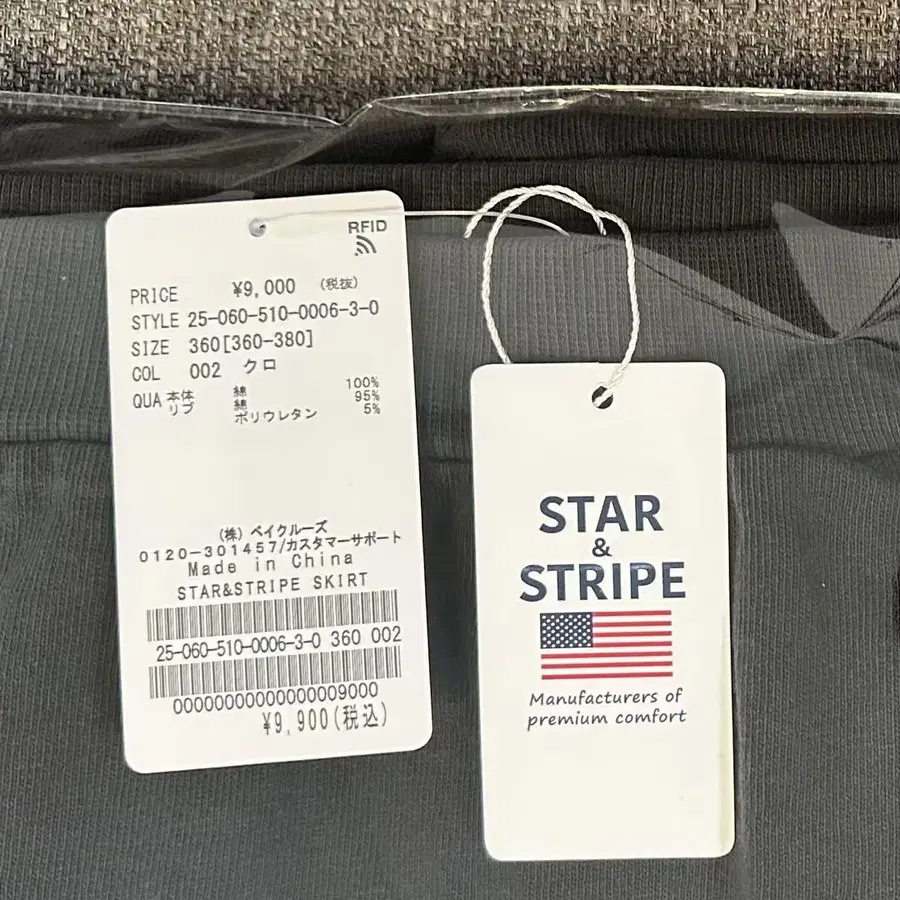 RFID
PRICE ¥9,000 (税抜)
STYLE 25-060-510-0006-3-0
SIZE 360[360-380]
COL 002 クロ
QUA 本体 綿 100%
リブ 綿 95%
ポリウレタン 5%
(株) ベイクルーズ
0120-301457/カスタマーサポート
Made in China
STAR&STRIPE SKIRT
25-060-510-0006-3-0 360 002
00000000000000009000
¥9,900(税込)
STAR
&
STRIPE
Manufacturers of
premium comfort